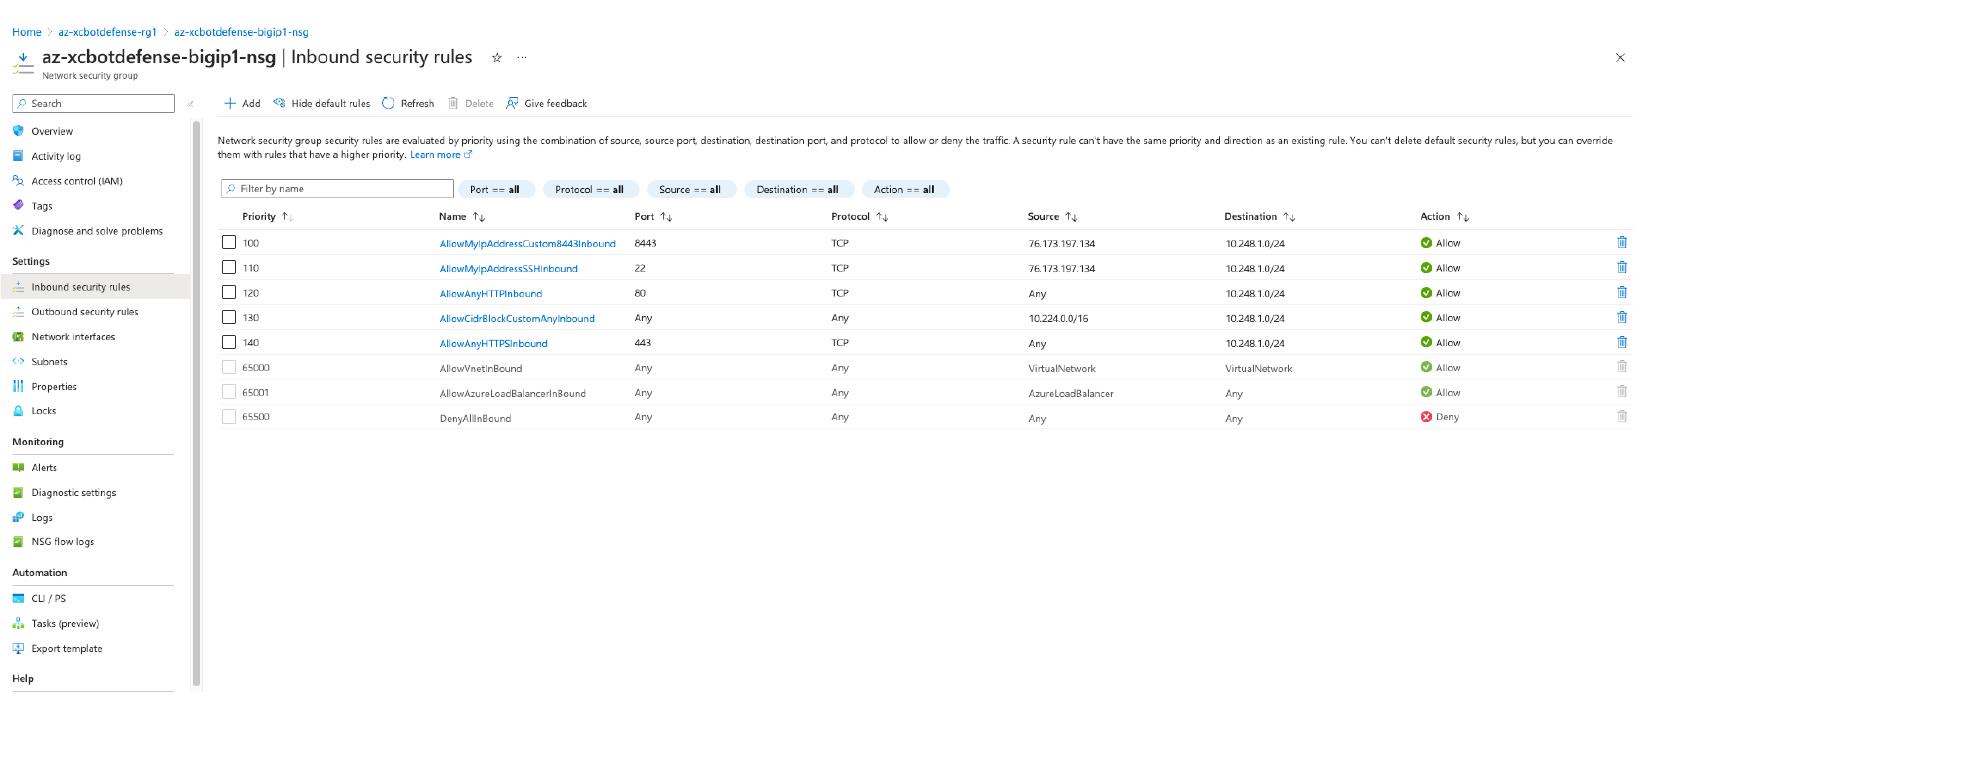 Home > az-xcbotdefense-rg1 > az-xcbotdefense-bigip1-nsg
az-xcbotdefense-bigip1-nsg | Inbound security rules ☆ ...
Network security group
Search
Overview
Activity log
Access control (IAM)
Tags
Diagnose and solve problems
Settings
Inbound security rules
Outbound security rules
Network interfaces
Subnets
Properties
Locks
Monitoring
Alerts
Diagnostic settings
Logs
NSG flow logs
Automation
CLI / PS
Tasks (preview)
Export template
Help
Add Hide default rules Refresh Delete Give feedback
Network security group security rules are evaluated by priority using the combination of source, source port, destination, destination port, and protocol to allow or deny the traffic. A security rule can't have the same priority and direction as an existing rule. You can't delete default security rules, but you can override
them with rules that have a higher priority. Learn more
Filter by name Port == all Protocol == all Source == all Destination == all Action == all
Priority ↑↓ Name ↑↓ Port ↑↓ Protocol ↑↓ Source ↑↓ Destination ↑↓ Action ↑↓
100 AllowMyIpAddressCustom8443Inbound 8443 TCP 76.173.197.134 10.248.1.0/24 Allow
110 AllowMyIpAddressSSHInbound 22 TCP 76.173.197.134 10.248.1.0/24 Allow
120 AllowAnyHTTPInbound 80 TCP Any 10.248.1.0/24 Allow
130 AllowCidrBlockCustomAnyInbound Any Any 10.224.0.0/16 10.248.1.0/24 Allow
140 AllowAnyHTTPSInbound 443 TCP Any 10.248.1.0/24 Allow
65000 AllowVnetInBound Any Any VirtualNetwork VirtualNetwork Allow
65001 AllowAzureLoadBalancerInBound Any Any AzureLoadBalancer Any Allow
65500 DenyAllInBound Any Any Any Any Deny